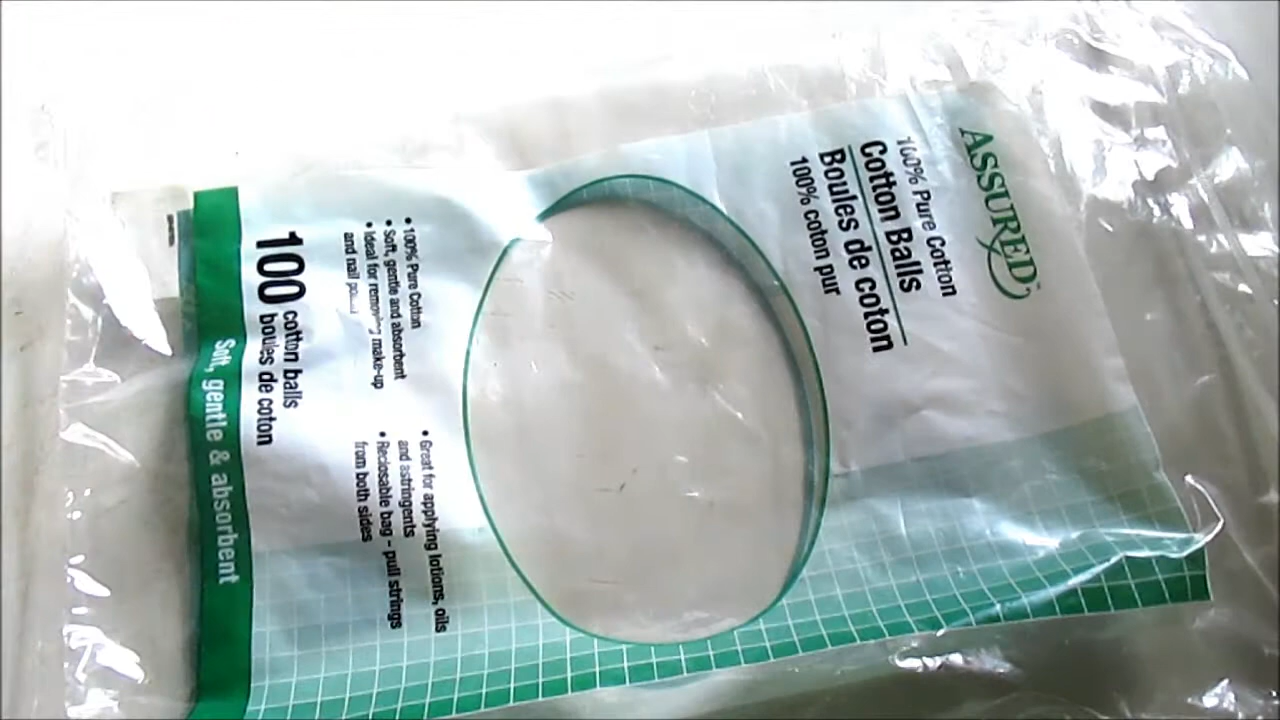 ASSURED
100% Pure Cotton
Cotton Balls
Boules de coton
100% coton pur
• 100% Pure Cotton
• Soft, gentle and absorbent
• Ideal for removing make-up
and nail
• Great for applying lotions, oils
and astringents
• Reclosable bag - pull strings
from both sides
100 cotton balls
boules de coton
Soft, gentle & absorbent